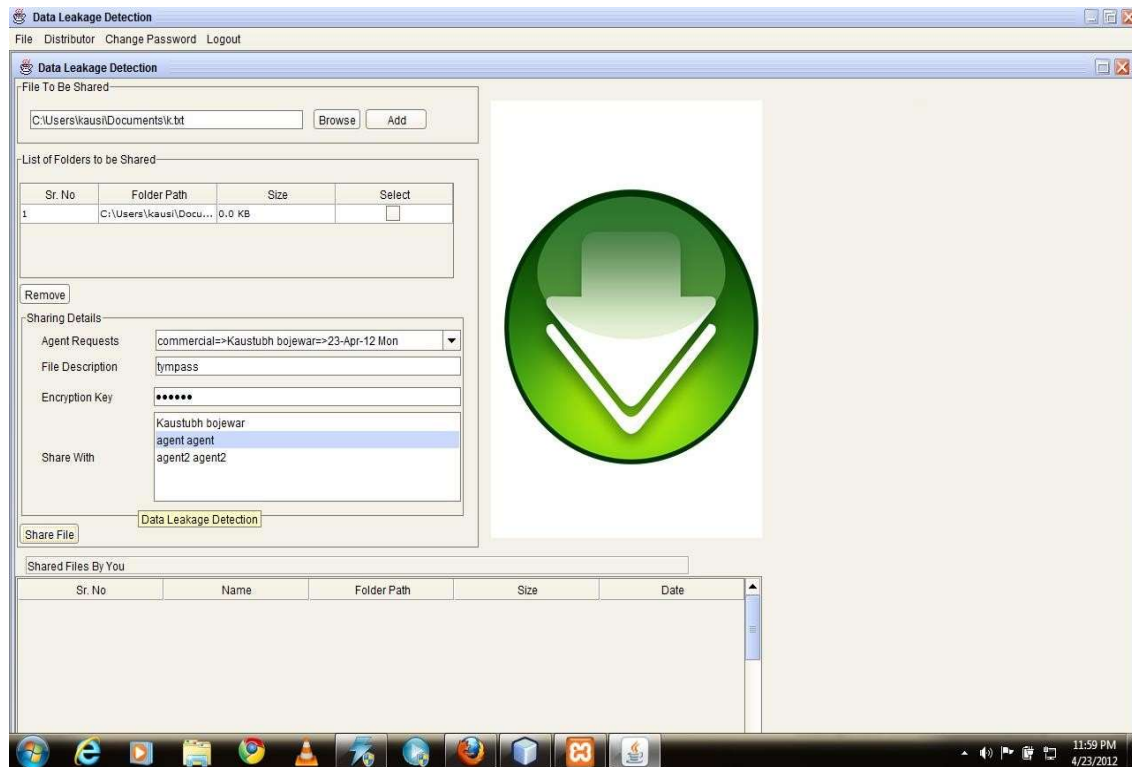 Data Leakage Detection
File Distributor Change Password Logout
Data Leakage Detection
File To Be Shared
C:\Users\kausi\Documents\k.txt Browse Add
List of Folders to be Shared
Sr. No Folder Path Size Select
1 C:\Users\kausi\Docu... 0.0 KB
Remove
Sharing Details
Agent Requests commercial=>Kaustubh bojewar=>23-Apr-12 Mon
File Description tympass
Encryption Key ••••••
Kaustubh bojewar
agent agent
Share With agent2 agent2
Data Leakage Detection
Share File
Shared Files By You
Sr. No Name Folder Path Size Date
11:59 PM
4/23/2012